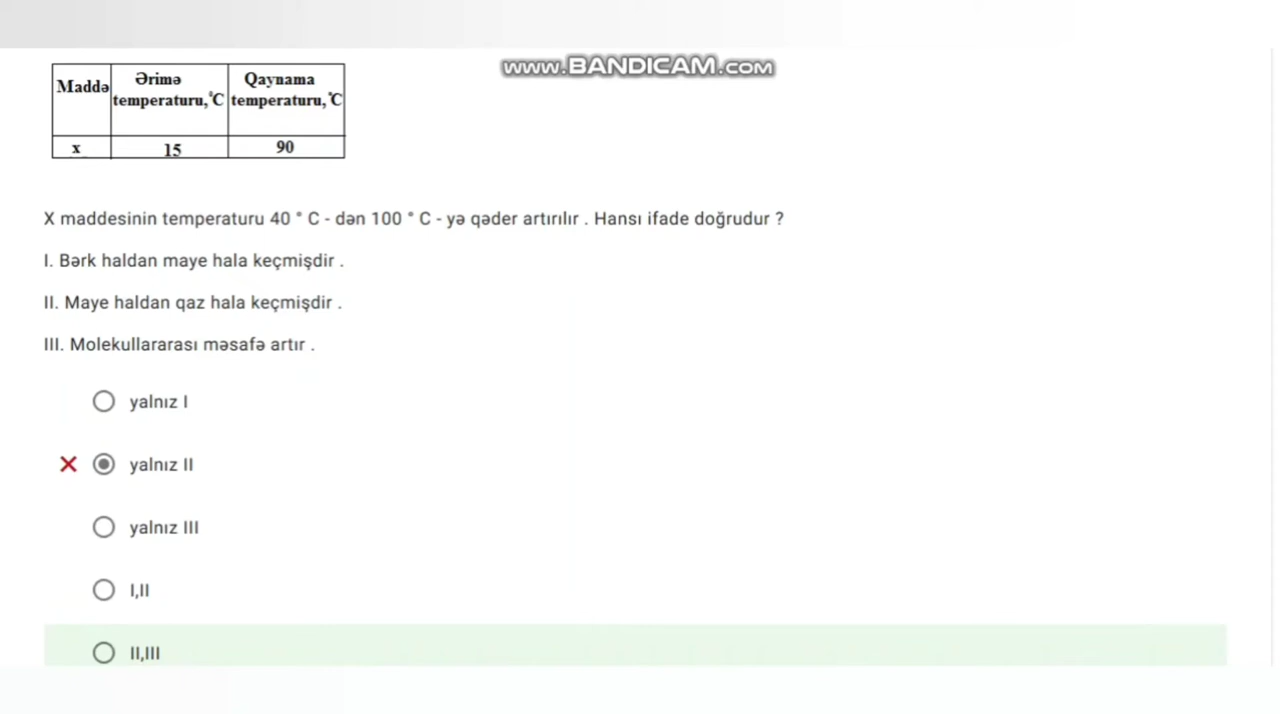 www.BANDICAM.com
Maddə Ərimə temperaturu,°C Qaynama temperaturu,°C
x 15 90
X maddesinin temperaturu 40 ° C - dən 100 ° C - yə qəder artırılır . Hansı ifade doğrudur ?
I. Bərk haldan maye hala keçmişdir .
II. Maye haldan qaz hala keçmişdir .
III. Molekullararası məsafə artır .
yalnız I
yalnız II
yalnız III
I,II
II,III